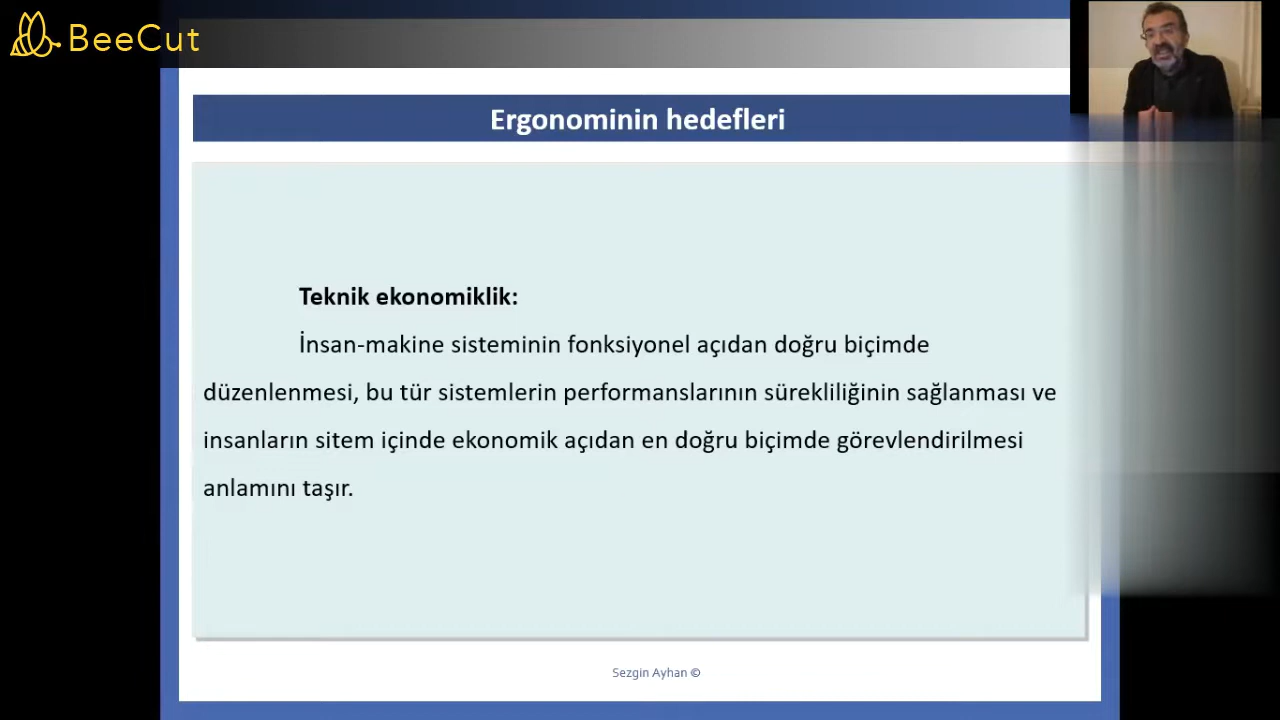 BeeCut
Ergonominin hedefleri
Teknik ekonomiklik:
İnsan-makine sisteminin fonksiyonel açıdan doğru biçimde
düzenlenmesi, bu tür sistemlerin performanslarının sürekliliğinin sağlanması ve
insanların sitem içinde ekonomik açıdan en doğru biçimde görevlendirilmesi
anlamını taşır.
Sezgin Ayhan ©